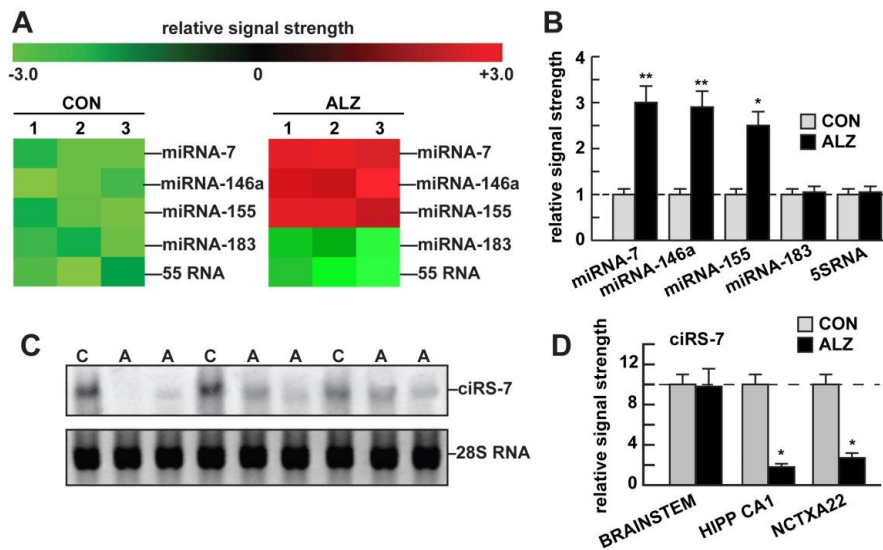 A
relative signal strength
-3.0 0 +3.0
CON ALZ
1 2 3 1 2 3
miRNA-7 miRNA-7
miRNA-146a miRNA-146a
miRNA-155 miRNA-155
miRNA-183 miRNA-183
55 RNA 55 RNA
B
relative signal strength
4
3
2
1
0
** ** *
CON
ALZ
miRNA-7 miRNA-146a miRNA-155 miRNA-183 5SRNA
C
C A A C A A C A A
ciRS-7
28S RNA
D
ciRS-7
CON
ALZ
relative signal strength
12
8
4
0
* *
BRAINSTEM HIPP CA1 NCTXA22